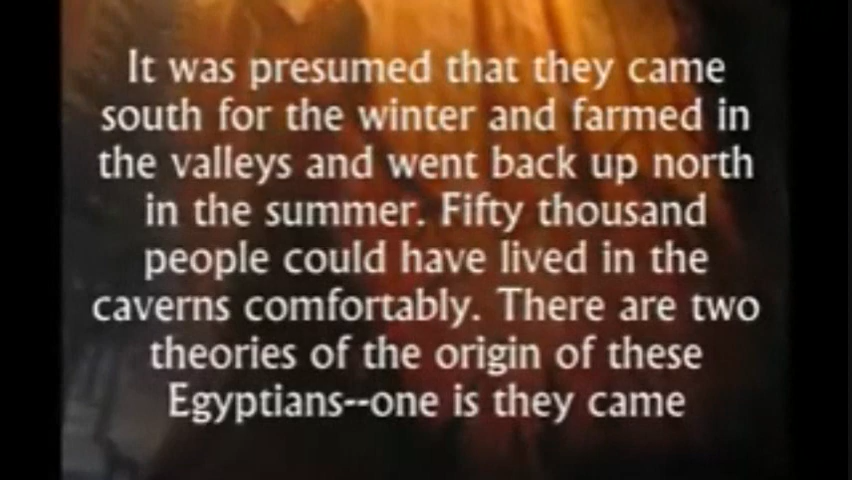 It was presumed that they came
south for the winter and farmed in
the valleys and went back up north
in the summer. Fifty thousand
people could have lived in the
caverns comfortably. There are two
theories of the origin of these
Egyptians--one is they came